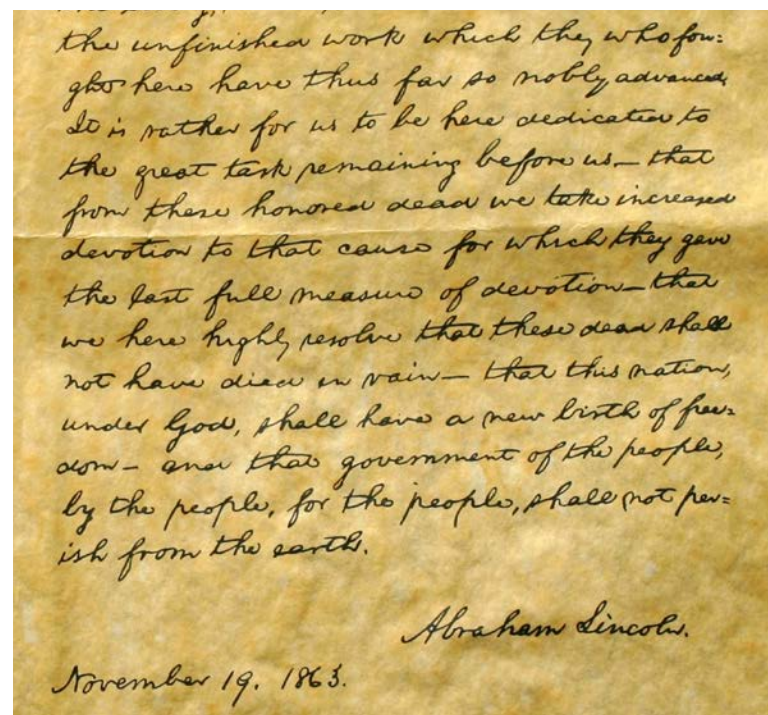 the unfinished work which they who fou=
ght here have thus far so nobly advanced.
It is rather for us to be here dedicated to
the great task remaining before us — that
from these honored dead we take increased
devotion to that cause for which they gave
the last full measure of devotion — that
we here highly resolve that these dead shall
not have died in vain — that this nation,
under God, shall have a new birth of free=
dom — and that government of the people,
by the people, for the people, shall not per=
ish from the earth.
Abraham Lincoln.
November 19. 1863.